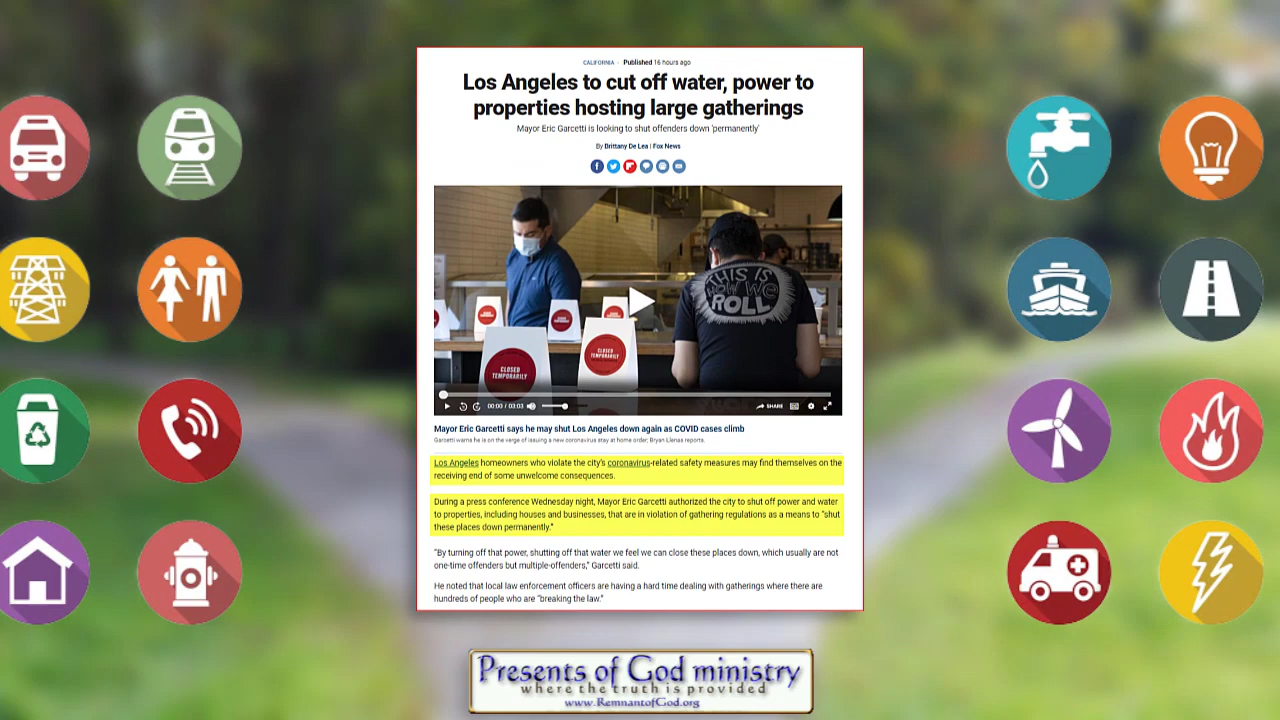 CALIFORNIA · Published 16 hours ago
Los Angeles to cut off water, power to
properties hosting large gatherings
Mayor Eric Garcetti is looking to shut offenders down 'permanently'
By Brittany De Lea | Fox News
THIS IS
HOW WE
ROLL
CLOSED
TEMPORARILY
CLOSED
TEMPORARILY
00:00 / 03:03
SHARE
Mayor Eric Garcetti says he may shut Los Angeles down again as COVID cases climb
Garcetti warns he is on the verge of issuing a new coronavirus stay at home order; Bryan Llenas reports.
Los Angeles homeowners who violate the city's coronavirus-related safety measures may find themselves on the
receiving end of some unwelcome consequences.
During a press conference Wednesday night, Mayor Eric Garcetti authorized the city to shut off power and water
to properties, including houses and businesses, that are in violation of gathering regulations as a means to "shut
these places down permanently."
"By turning off that power, shutting off that water we feel we can close these places down, which usually are not
one-time offenders but multiple-offenders," Garcetti said.
He noted that local law enforcement officers are having a hard time dealing with gatherings where there are
hundreds of people who are "breaking the law."
Presents of God ministry
where the truth is provided
www.RemnantofGod.org